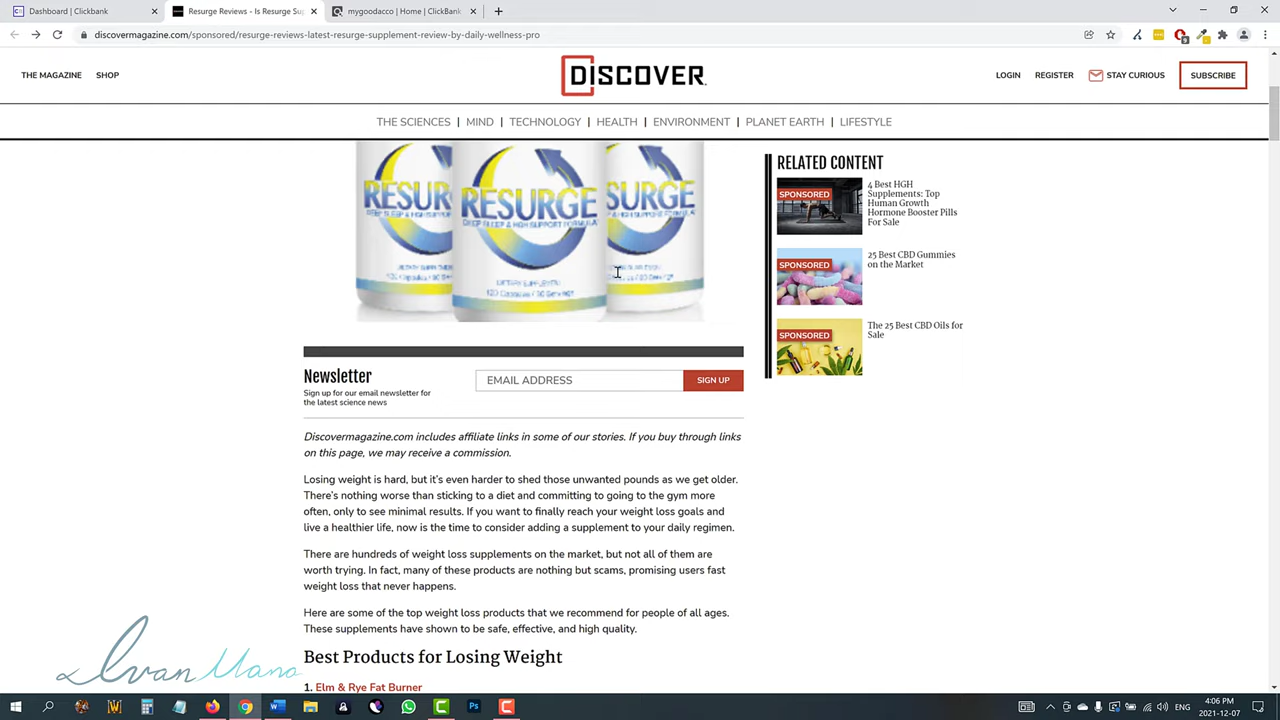 Dashboard | Clickbank
Resurge Reviews - Is Resurge Su
mygoodacco | Home | ClickBank
discovermagazine.com/sponsored/resurge-reviews-latest-resurge-supplement-review-by-daily-wellness-pro
THE MAGAZINE SHOP
DISCOVER
LOGIN REGISTER STAY CURIOUS SUBSCRIBE
THE SCIENCES | MIND | TECHNOLOGY | HEALTH | ENVIRONMENT | PLANET EARTH | LIFESTYLE
RESUR RESURGE SURGE
DEEP SLEEP & HGH SUPPORT FORMULA
DIETARY SUPPLEMENT
RELATED CONTENT
SPONSORED
4 Best HGH
Supplements: Top
Human Growth
Hormone Booster Pills
For Sale
SPONSORED
25 Best CBD Gummies
on the Market
SPONSORED
The 25 Best CBD Oils for
Sale
Newsletter
Sign up for our email newsletter for
the latest science news
EMAIL ADDRESS SIGN UP
Discovermagazine.com includes affiliate links in some of our stories. If you buy through links
on this page, we may receive a commission.
Losing weight is hard, but it's even harder to shed those unwanted pounds as we get older.
There's nothing worse than sticking to a diet and committing to going to the gym more
often, only to see minimal results. If you want to finally reach your weight loss goals and
live a healthier life, now is the time to consider adding a supplement to your daily regimen.
There are hundreds of weight loss supplements on the market, but not all of them are
worth trying. In fact, many of these products are nothing but scams, promising users fast
weight loss that never happens.
Here are some of the top weight loss products that we recommend for people of all ages.
These supplements have shown to be safe, effective, and high quality.
Best Products for Losing Weight
1. Elm & Rye Fat Burner
Ivan Mana
ENG
4:06 PM
2021-12-07